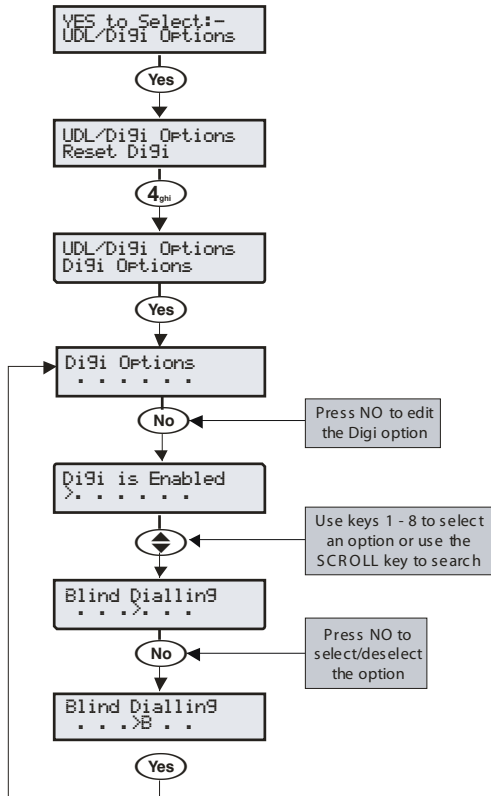 YES to Select:-
UDL/Digi Options
Yes
UDL/Digi Options
Reset Digi
4ghi
UDL/Digi Options
Digi Options
Yes
Digi Options
. . . . . .
No
Press NO to edit
the Digi option
Digi is Enabled
>. . . . . .
Use keys 1 - 8 to select
an option or use the
SCROLL key to search
Blind Dialling
. . .>. . .
No
Press NO to
select/deselect
the option
Blind Dialling
. . .>B . .
Yes